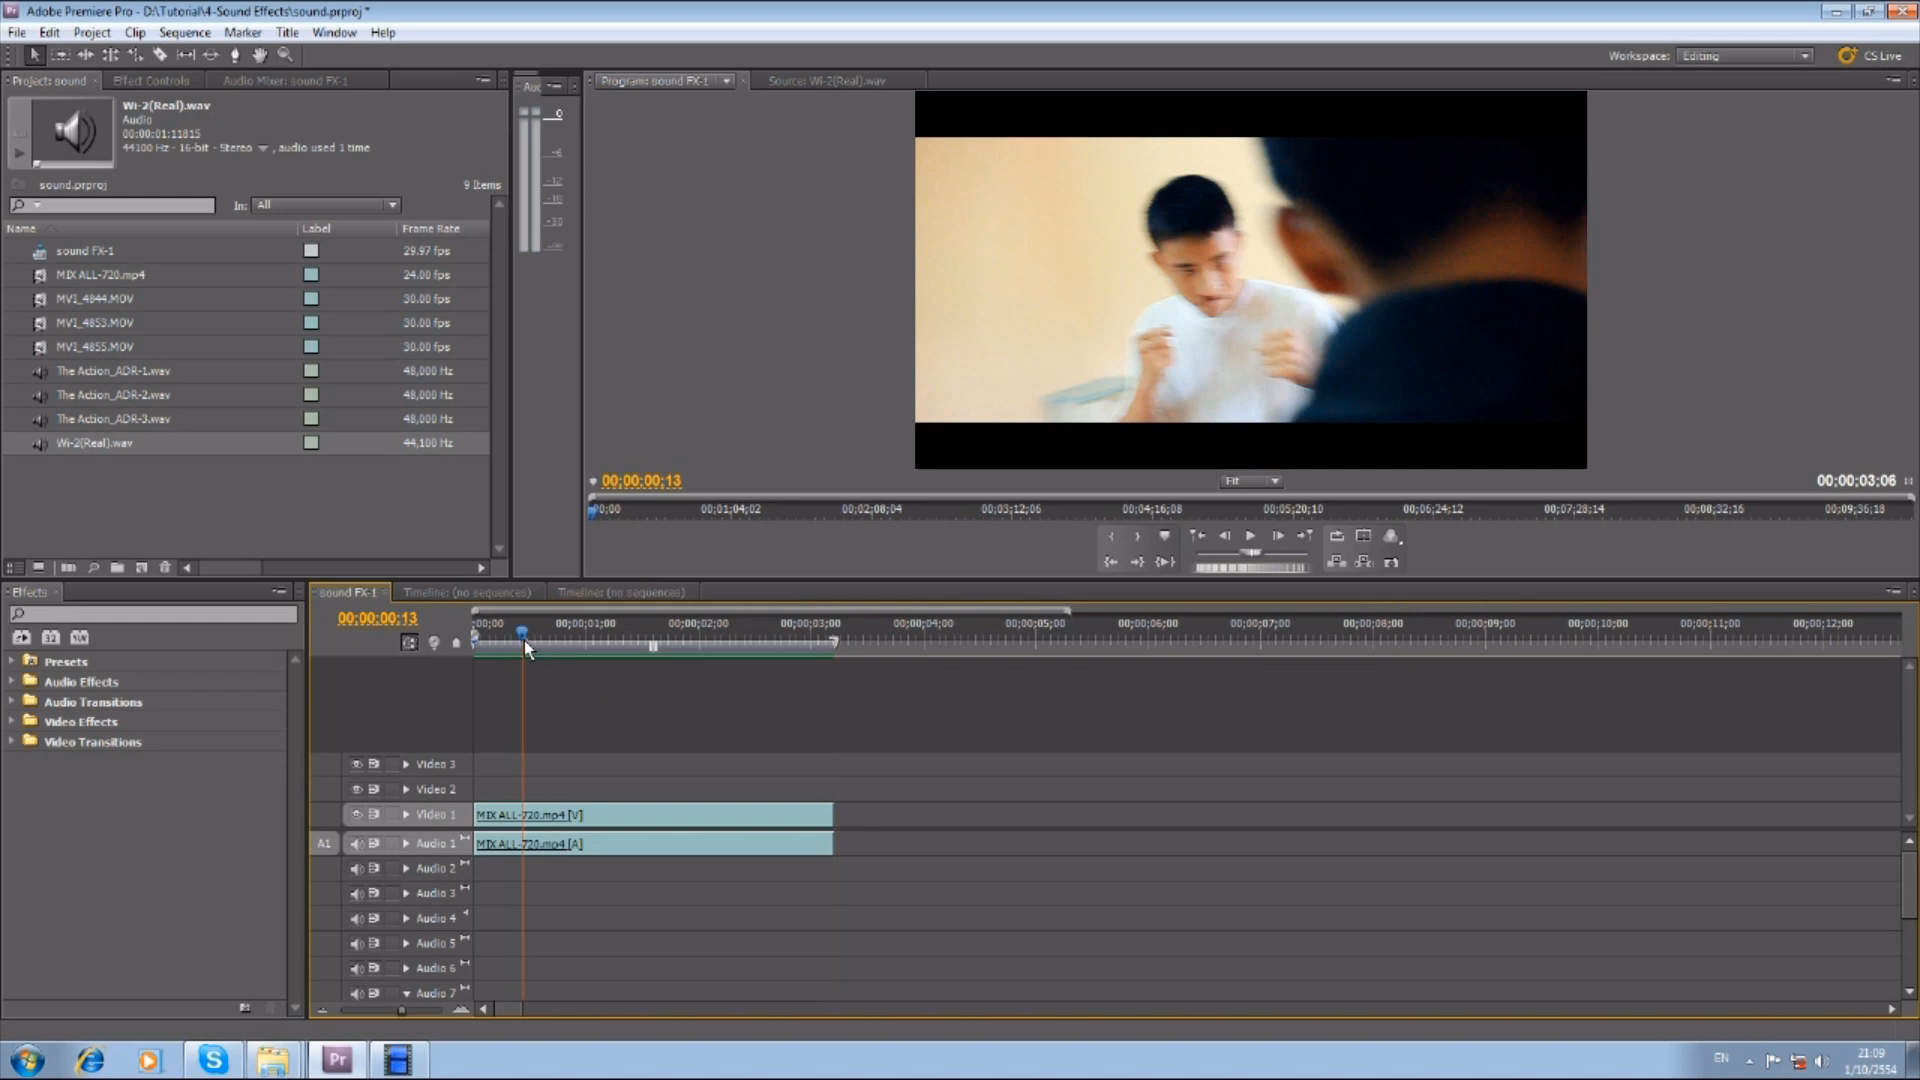 Adobe Premiere Pro - D:\Tutorial\4-Sound Effects\sound.prproj *
File Edit Project Clip Sequence Marker Title Window Help
Workspace: Editing CS Live
Project: sound Effect Controls Audio Mixer: sound FX-1
Program: sound FX-1 Source: Wi-2(Real).wav
Wi-2(Real).wav
Audio
00:00:01:11815
44100 Hz - 16-bit - Stereo , audio used 1 time
sound.prproj 9 Items
In: All
Name Label Frame Rate
sound FX-1 29.97 fps
MIX ALL-720.mp4 24.00 fps
MVI_4844.MOV 30.00 fps
MVI_4853.MOV 30.00 fps
MVI_4855.MOV 30.00 fps
The Action_ADR-1.wav 48,000 Hz
The Action_ADR-2.wav 48,000 Hz
The Action_ADR-3.wav 48,000 Hz
Wi-2(Real).wav 44,100 Hz
0
-6
-12
-18
-30
00;00;00;13 Fit 00;00;03;06
00;00 00;01;04;02 00;02;08;04 00;03;12;06 00;04;16;08 00;05;20;10 00;06;24;12 00;07;28;14 00;08;32;16 00;09;36;18
Effects
Presets
Audio Effects
Audio Transitions
Video Effects
Video Transitions
sound FX-1 Timeline: (no sequences) Timeline: (no sequences)
00;00;00;13
;00;00 00;00;01;00 00;00;02;00 00;00;03;00 00;00;04;00 00;00;05;00 00;00;06;00 00;00;07;00 00;00;08;00 00;00;09;00 00;00;10;00 00;00;11;00 00;00;12;00
Video 3
Video 2
Video 1 MIX ALL-720.mp4 [V]
A1 Audio 1 MIX ALL-720.mp4 [A]
Audio 2
Audio 3
Audio 4
Audio 5
Audio 6
Audio 7
EN
21:09
1/10/2554